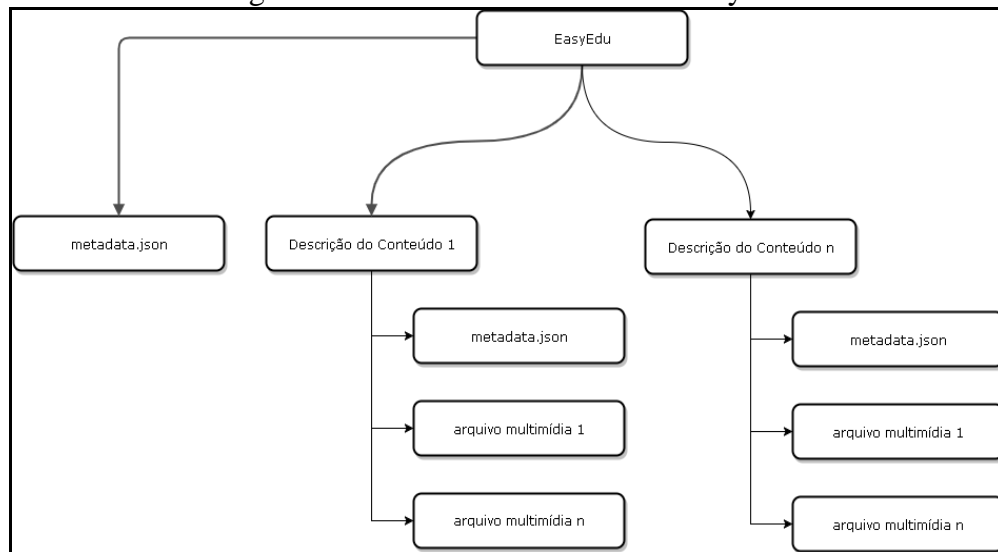 EasyEdu
metadata.json
Descrição do Conteúdo 1
Descrição do Conteúdo n
metadata.json
arquivo multimídia 1
arquivo multimídia n
metadata.json
arquivo multimídia 1
arquivo multimídia n